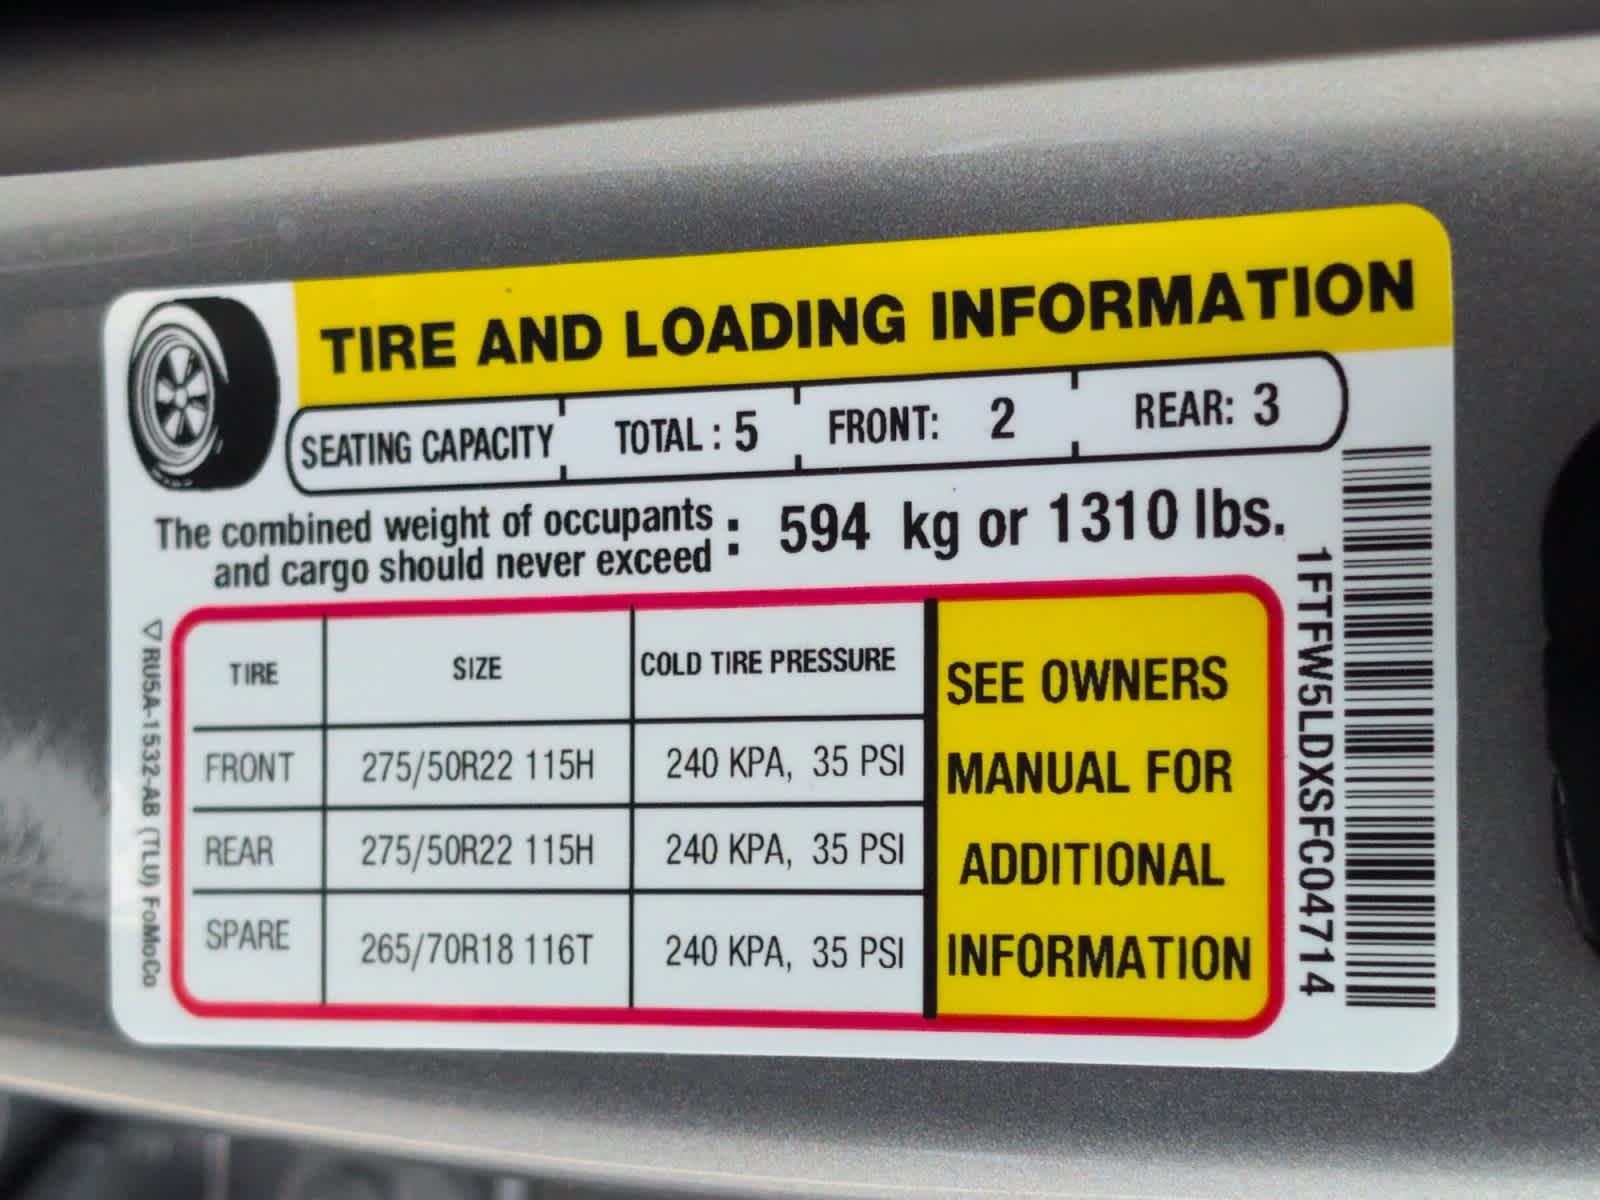 TIRE AND LOADING INFORMATION
SEATING CAPACITY TOTAL : 5 FRONT: 2 REAR: 3
The combined weight of occupants
and cargo should never exceed : 594 kg or 1310 lbs.
TIRE SIZE COLD TIRE PRESSURE
FRONT 275/50R22 115H 240 KPA, 35 PSI
REAR 275/50R22 115H 240 KPA, 35 PSI
SPARE 265/70R18 116T 240 KPA, 35 PSI
SEE OWNERS
MANUAL FOR
ADDITIONAL
INFORMATION
1FTFW5LDXSFC04714
RU5A-1532-AB (TLU) FoMoCo